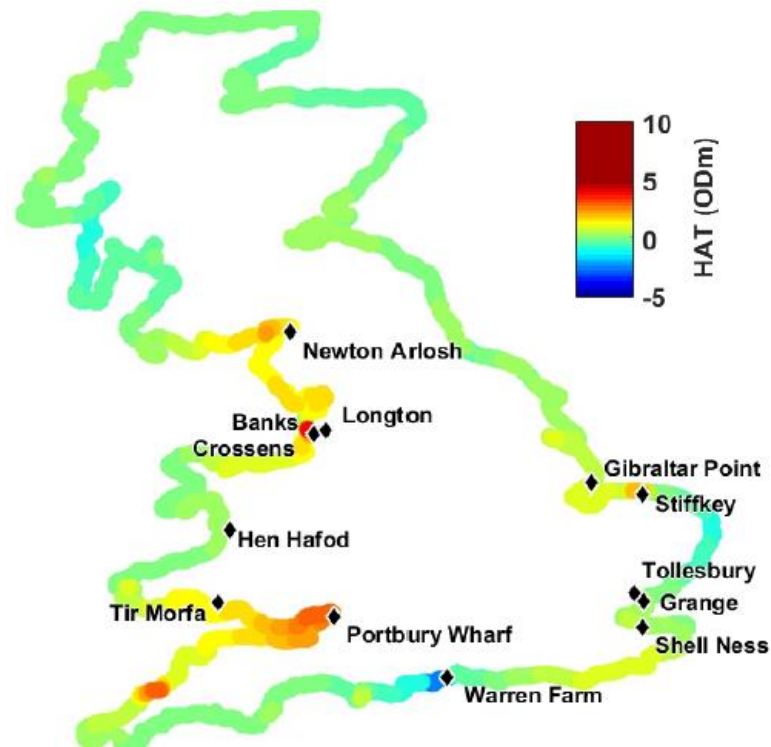 10
5
0
-5
HAT (ODm)
Newton Arlosh
Banks
Longton
Crossens
Gibraltar Point
Stiffkey
Hen Hafod
Tollesbury
Grange
Tir Morfa
Portbury Wharf
Shell Ness
Warren Farm